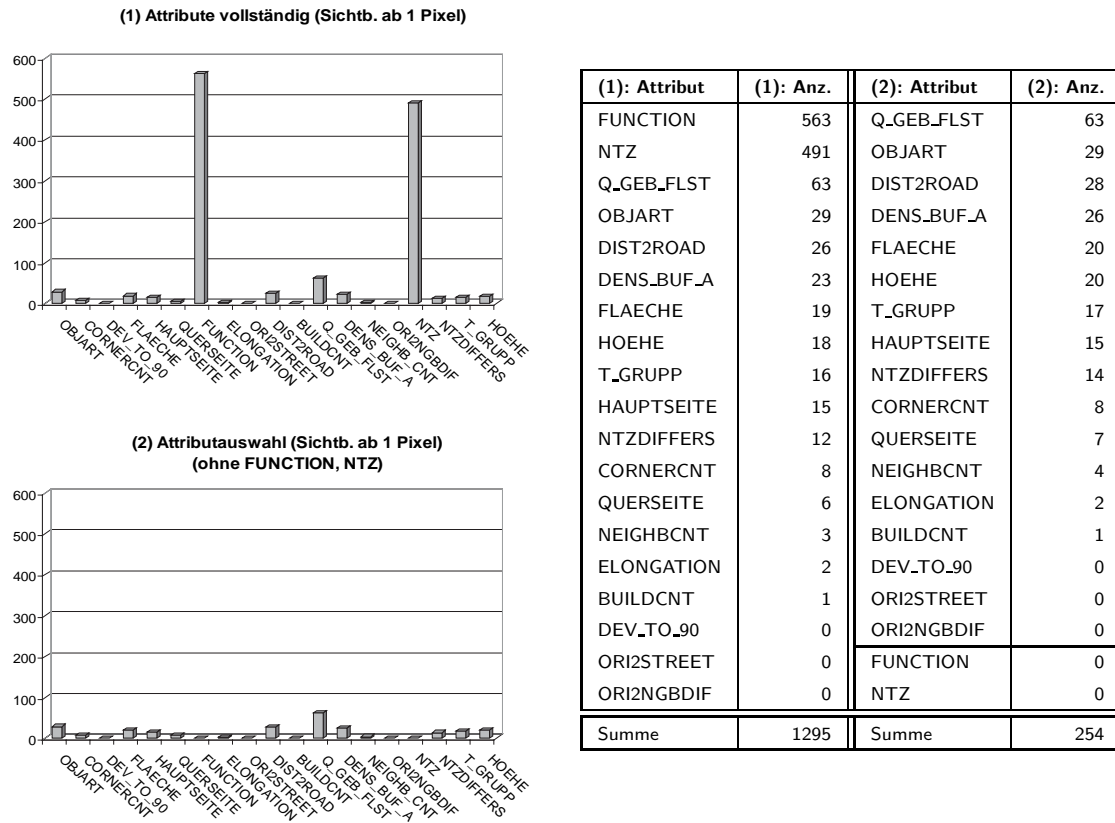 (1) Attribute vollständig (Sichtb. ab 1 Pixel)
600
500
400
300
200
100
0
OBJART
CORNERCNT
DEV_TO_90
FLAECHE
HAUPTSEITE
QUERSEITE
FUNCTION
ELONGATION
ORI2STREET
DIST2ROAD
BUILDCNT
Q_GEB_FLST
DENS_BUF_A
NEIGHB_CNT
ORI2NGBDIF
NTZ
NTZDIFFERS
T_GRUPP
HOEHE
(2) Attributauswahl (Sichtb. ab 1 Pixel)
(ohne FUNCTION, NTZ)
600
500
400
300
200
100
0
OBJART
CORNERCNT
DEV_TO_90
FLAECHE
HAUPTSEITE
QUERSEITE
FUNCTION
ELONGATION
ORI2STREET
DIST2ROAD
BUILDCNT
Q_GEB_FLST
DENS_BUF_A
NEIGHB_CNT
ORI2NGBDIF
NTZ
NTZDIFFERS
T_GRUPP
HOEHE
(1): Attribut (1): Anz. (2): Attribut (2): Anz.
FUNCTION 563 Q_GEB_FLST 63
NTZ 491 OBJART 29
Q_GEB_FLST 63 DIST2ROAD 28
OBJART 29 DENS_BUF_A 26
DIST2ROAD 26 FLAECHE 20
DENS_BUF_A 23 HOEHE 20
FLAECHE 19 T_GRUPP 17
HOEHE 18 HAUPTSEITE 15
T_GRUPP 16 NTZDIFFERS 14
HAUPTSEITE 15 CORNERCNT 8
NTZDIFFERS 12 QUERSEITE 7
CORNERCNT 8 NEIGHBCNT 4
QUERSEITE 6 ELONGATION 2
NEIGHBCNT 3 BUILDCNT 1
ELONGATION 2 DEV_TO_90 0
BUILDCNT 1 ORI2STREET 0
DEV_TO_90 0 ORI2NGBDIF 0
ORI2STREET 0 FUNCTION 0
ORI2NGBDIF 0 NTZ 0
Summe 1295 Summe 254